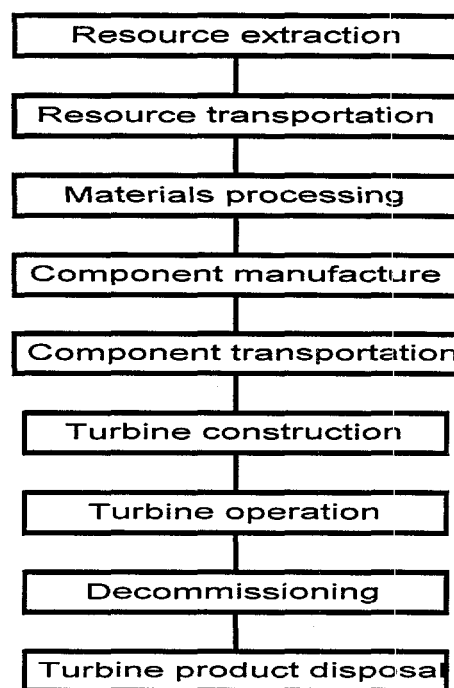 Resource extraction
Resource transportation
Materials processing
Component manufacture
Component transportation
Turbine construction
Turbine operation
Decommissioning
Turbine product disposal